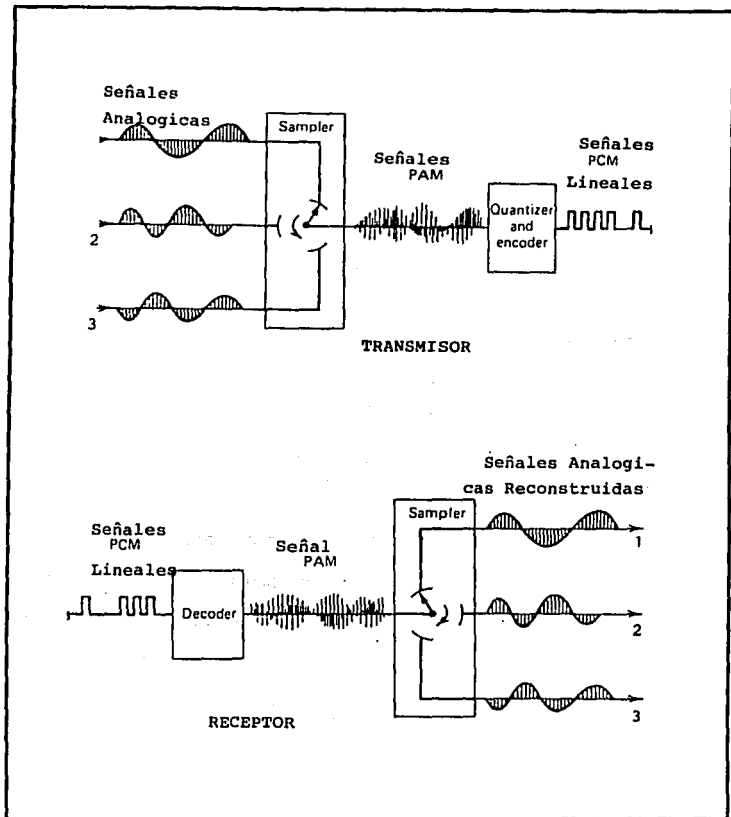 Señales
Analogicas
Sampler
Señales
PAM
Señales
PCM
Lineales
Quantizer
and
encoder
2
3
TRANSMISOR
Señales Analogi-
cas Reconstruidas
Sampler
Señales
PCM
Lineales
Señal
PAM
Decoder
1
2
3
RECEPTOR